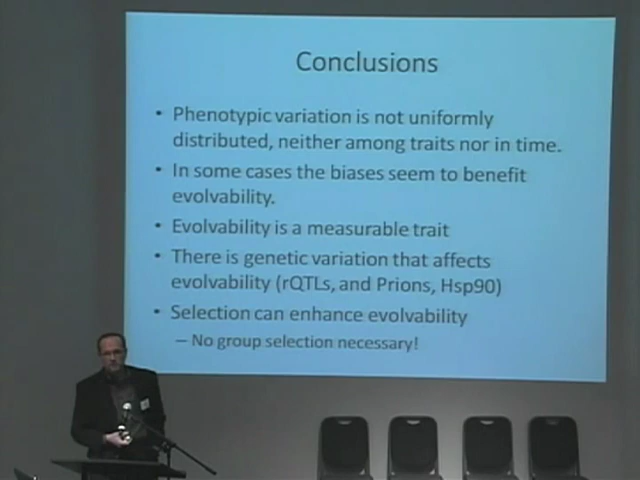 Conclusions
• Phenotypic variation is not uniformly
distributed, neither among traits nor in time.
• In some cases the biases seem to benefit
evolvability.
• Evolvability is a measurable trait
• There is genetic variation that affects
evolvability (rQTLs, and Prions, Hsp90)
• Selection can enhance evolvability
– No group selection necessary!